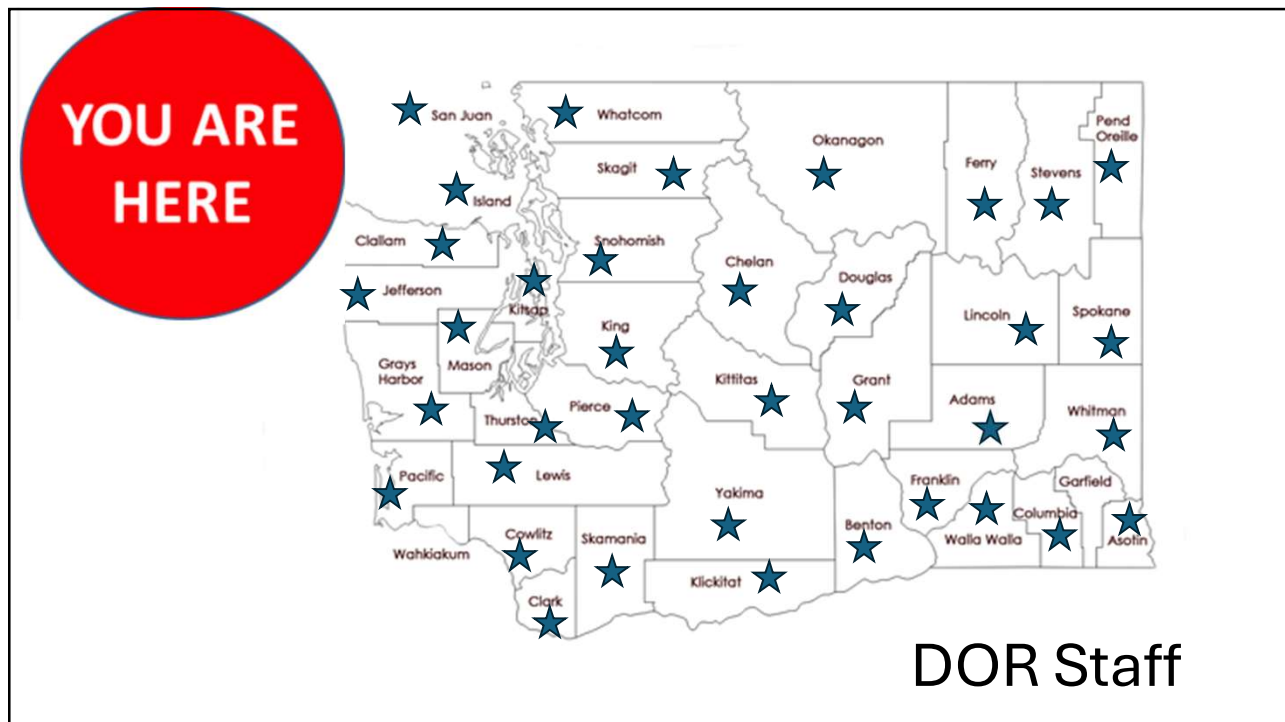 YOU ARE
HERE
San Juan
Whatcom
Skagit
Island
Clallam
Snohomish
Jefferson
Kitsap
King
Mason
Grays
Harbor
Thurston
Pierce
Pacific
Lewis
Wahkiakum
Cowlitz
Skamania
Clark
Okanagon
Chelan
Douglas
Kittitas
Grant
Yakima
Klickitat
Benton
Ferry
Stevens
Pend
Oreille
Lincoln
Spokane
Adams
Whitman
Franklin
Walla Walla
Columbia
Garfield
Asotin
DOR Staff